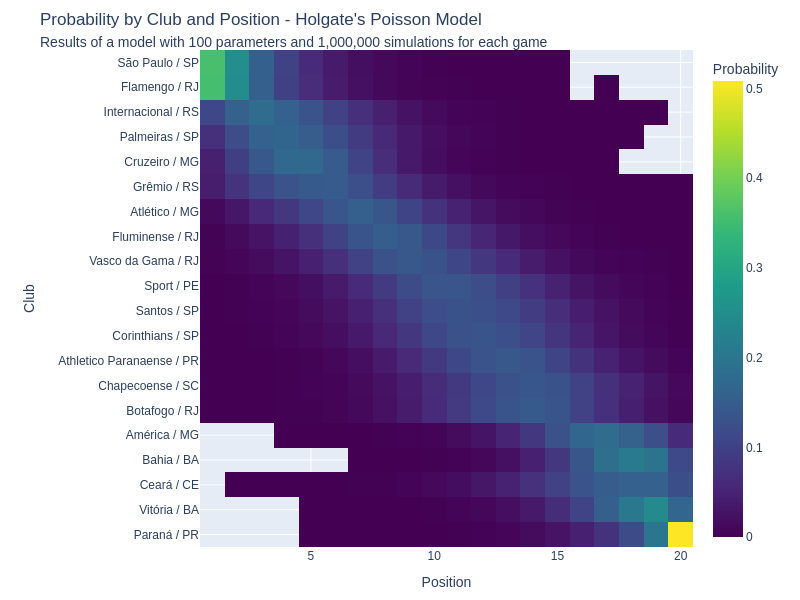 Probability by Club and Position - Holgate's Poisson Model
Results of a model with 100 parameters and 1,000,000 simulations for each game
São Paulo / SP
Flamengo / RJ
Internacional / RS
Palmeiras / SP
Cruzeiro / MG
Grêmio / RS
Atlético / MG
Fluminense / RJ
Vasco da Gama / RJ
Sport / PE
Santos / SP
Corinthians / SP
Athletico Paranaense / PR
Chapecoense / SC
Botafogo / RJ
América / MG
Bahia / BA
Ceará / CE
Vitória / BA
Paraná / PR
Club
5
10
15
20
Position
Probability
0.5
0.4
0.3
0.2
0.1
0